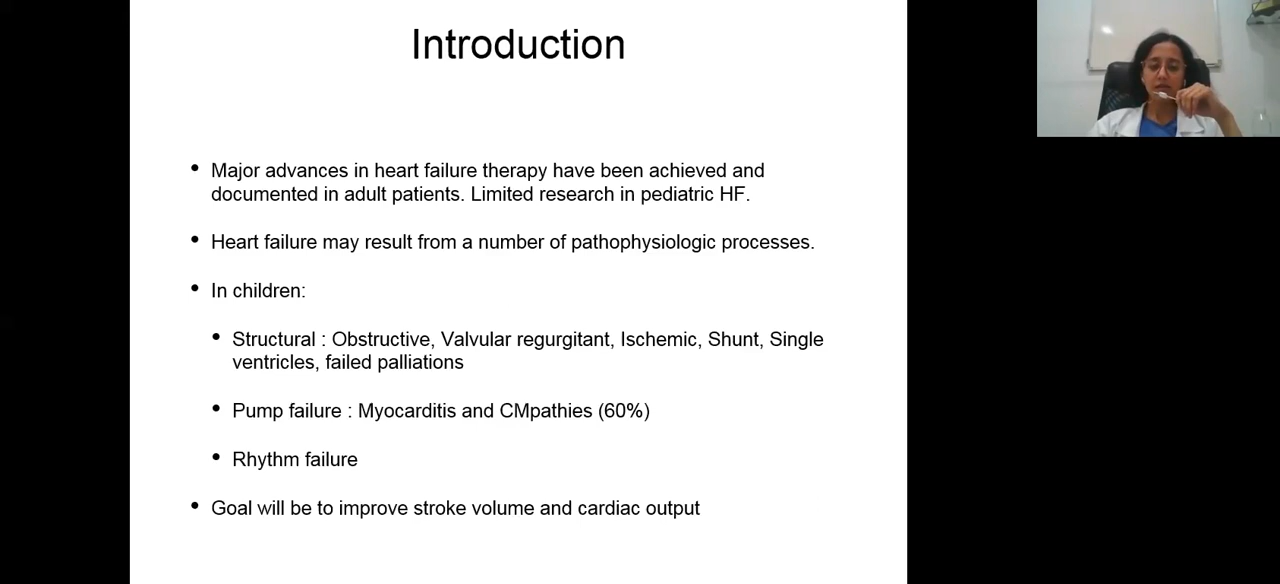 Introduction
• Major advances in heart failure therapy have been achieved and
documented in adult patients. Limited research in pediatric HF.
• Heart failure may result from a number of pathophysiologic processes.
• In children:
• Structural : Obstructive, Valvular regurgitant, Ischemic, Shunt, Single
ventricles, failed palliations
• Pump failure : Myocarditis and CMpathies (60%)
• Rhythm failure
• Goal will be to improve stroke volume and cardiac output